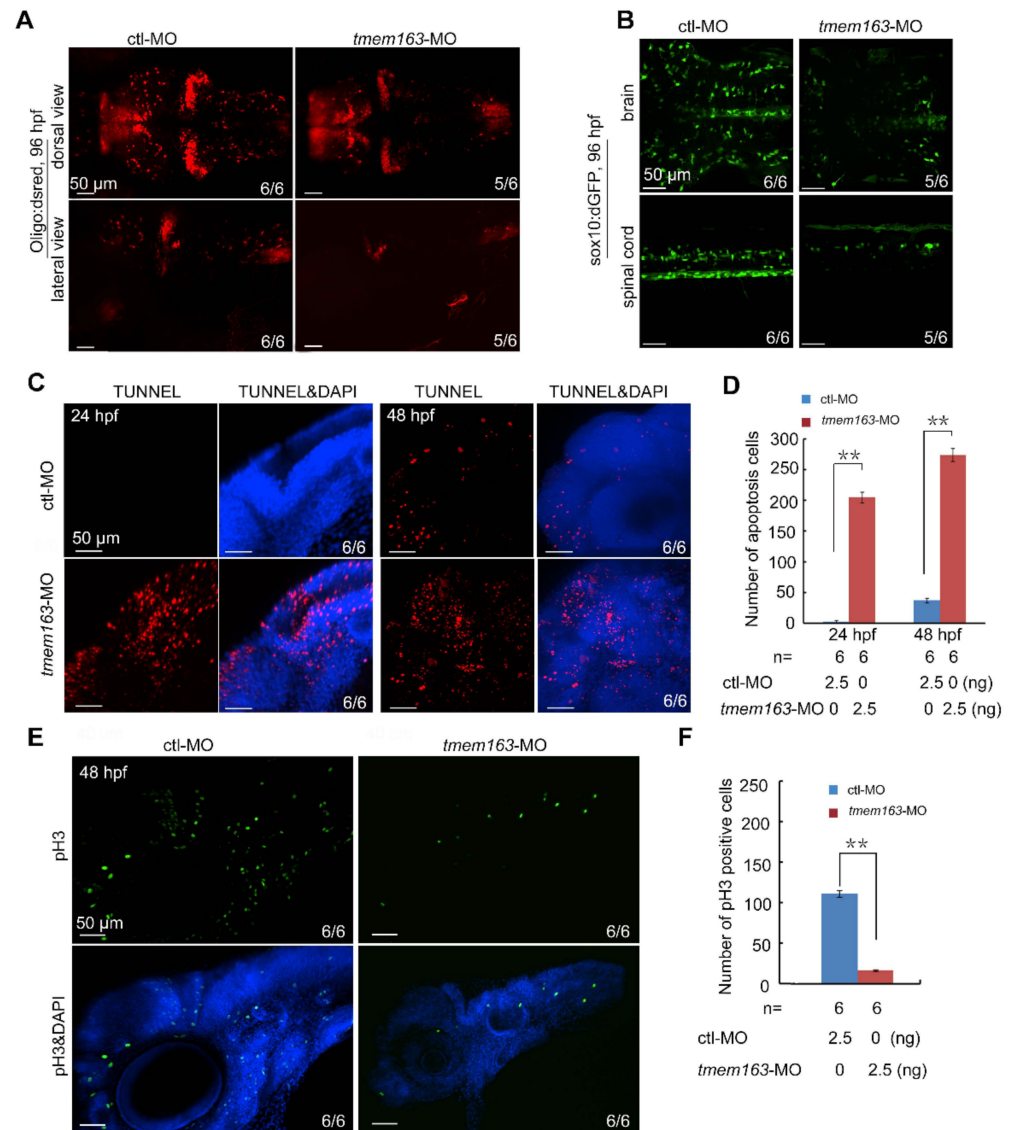 A
ctl-MO tmem163-MO
Oligo:dsred, 96 hpf
dorsal view
50 μm
6/6
5/6
lateral view
6/6
5/6
B
ctl-MO tmem163-MO
sox10:dGFP, 96 hpf
brain
50 μm
6/6
5/6
spinal cord
6/6
5/6
C
TUNNEL TUNNEL&DAPI TUNNEL TUNNEL&DAPI
ctl-MO
24 hpf
48 hpf
50 μm
6/6
6/6
tmem163-MO
6/6
6/6
D
ctl-MO
tmem163-MO
Number of apoptosis cells
300
250
200
150
100
50
0
**
**
24 hpf 48 hpf
n= 6 6 6 6
ctl-MO 2.5 0 2.5 0 (ng)
tmem163-MO 0 2.5 0 2.5 (ng)
E
ctl-MO tmem163-MO
48 hpf
pH3
50 μm
6/6
6/6
pH3&DAPI
6/6
6/6
F
ctl-MO
tmem163-MO
Number of pH3 positive cells
250
200
150
100
50
0
**
n= 6 6
ctl-MO 2.5 0 (ng)
tmem163-MO 0 2.5 (ng)